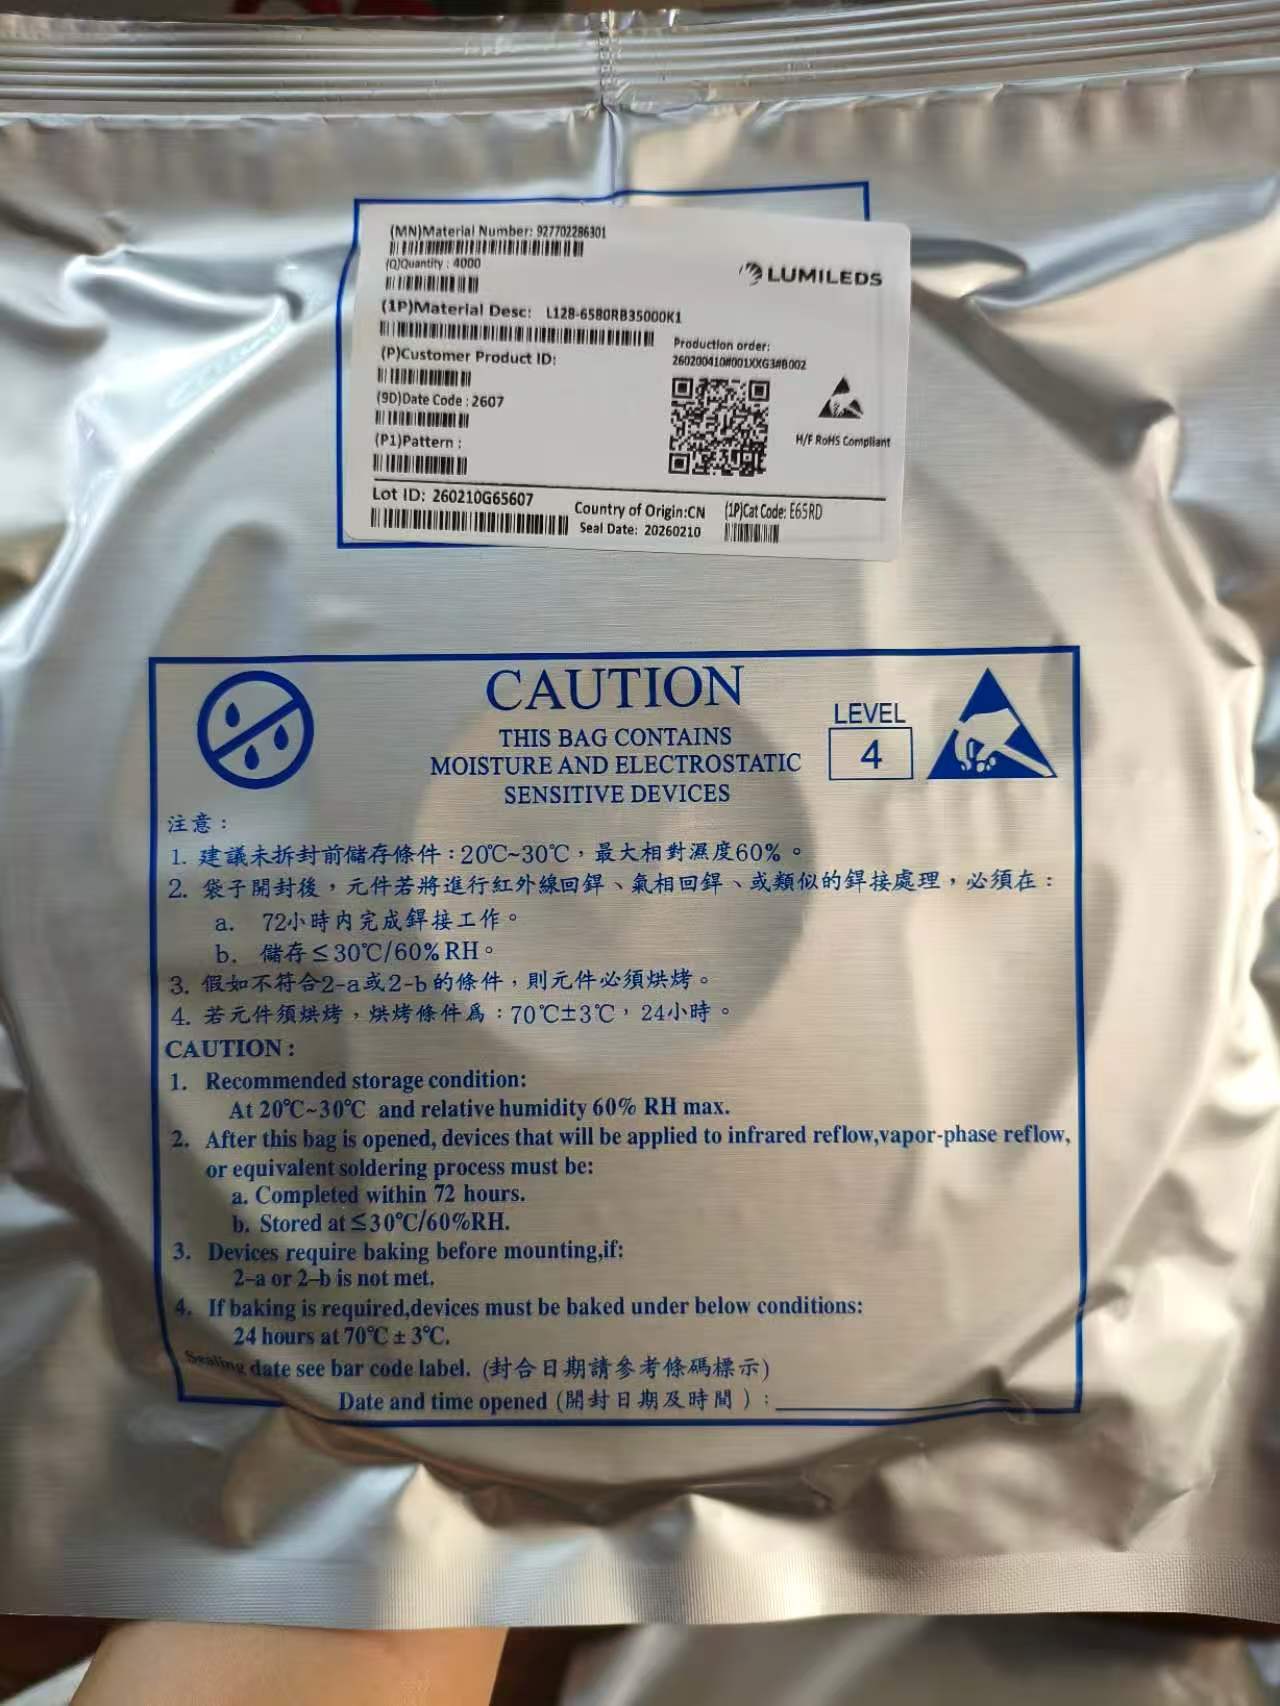 (MN)Material Number: 927702286301
(Q)Quantity : 4000
LUMILEDS
(1P)Material Desc: L128-6580RB35000K1
(P)Customer Product ID:
Production order:
260200410#001XXG3#B002
(9D)Date Code : 2607
(P1)Pattern :
H/F RoHS Compliant
Lot ID: 260210G65607
Country of Origin:CN
Seal Date: 20260210
(1P)Cat Code: E65RD
CAUTION
THIS BAG CONTAINS
MOISTURE AND ELECTROSTATIC
SENSITIVE DEVICES
LEVEL
4
注意：
1. 建議未拆封前儲存條件：20℃~30℃，最大相對濕度60%。
2. 袋子開封後，元件若將進行紅外線回銲、氣相回銲、或類似的銲接處理，必須在：
a. 72小時內完成銲接工作。
b. 儲存≦30℃/60% RH。
3. 假如不符合2-a或2-b的條件，則元件必須烘烤。
4. 若元件須烘烤，烘烤條件爲：70℃±3℃，24小時。
CAUTION :
1. Recommended storage condition:
At 20℃~30℃ and relative humidity 60% RH max.
2. After this bag is opened, devices that will be applied to infrared reflow,vapor-phase reflow,
or equivalent soldering process must be:
a. Completed within 72 hours.
b. Stored at ≦30℃/60%RH.
3. Devices require baking before mounting,if:
2-a or 2-b is not met.
4. If baking is required,devices must be baked under below conditions:
24 hours at 70℃ ± 3℃.
Sealing date see bar code label. (封合日期請參考條碼標示)
Date and time opened (開封日期及時間) :